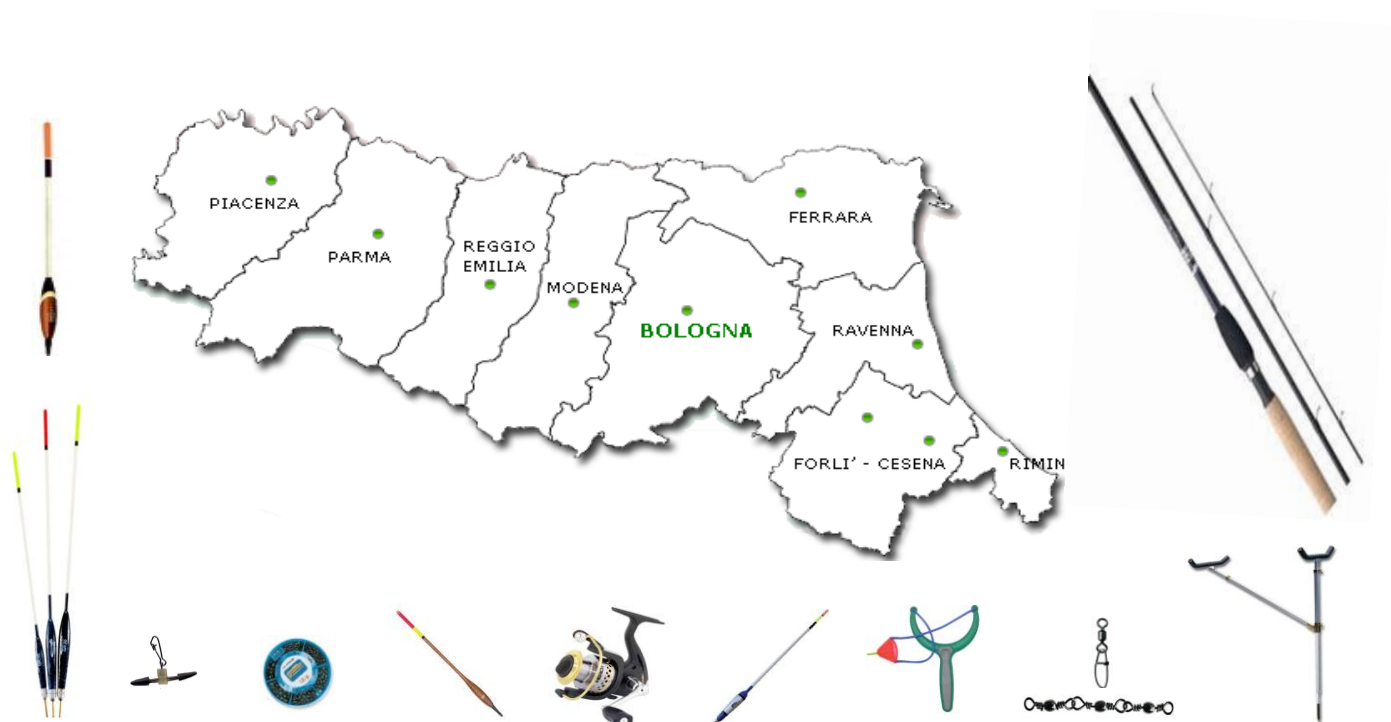 PIACENZA
PARMA
REGGIO
EMILIA
MODENA
BOLOGNA
FERRARA
RAVENNA
FORLI' - CESENA
RIMIN